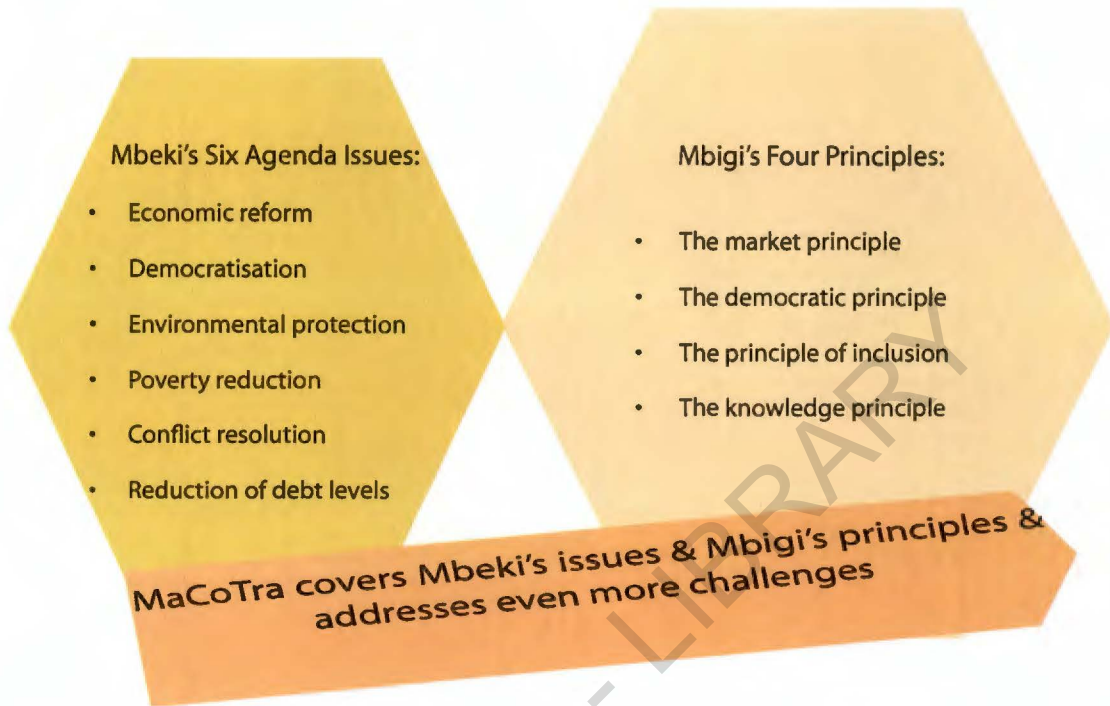 Mbeki's Six Agenda Issues:
• Economic reform
• Democratisation
• Environmental protection
• Poverty reduction
• Conflict resolution
• Reduction of debt levels
Mbigi's Four Principles:
• The market principle
• The democratic principle
• The principle of inclusion
• The knowledge principle
MaCoTra covers Mbeki's issues & Mbigi's principles &
addresses even more challenges
- LIBRARY